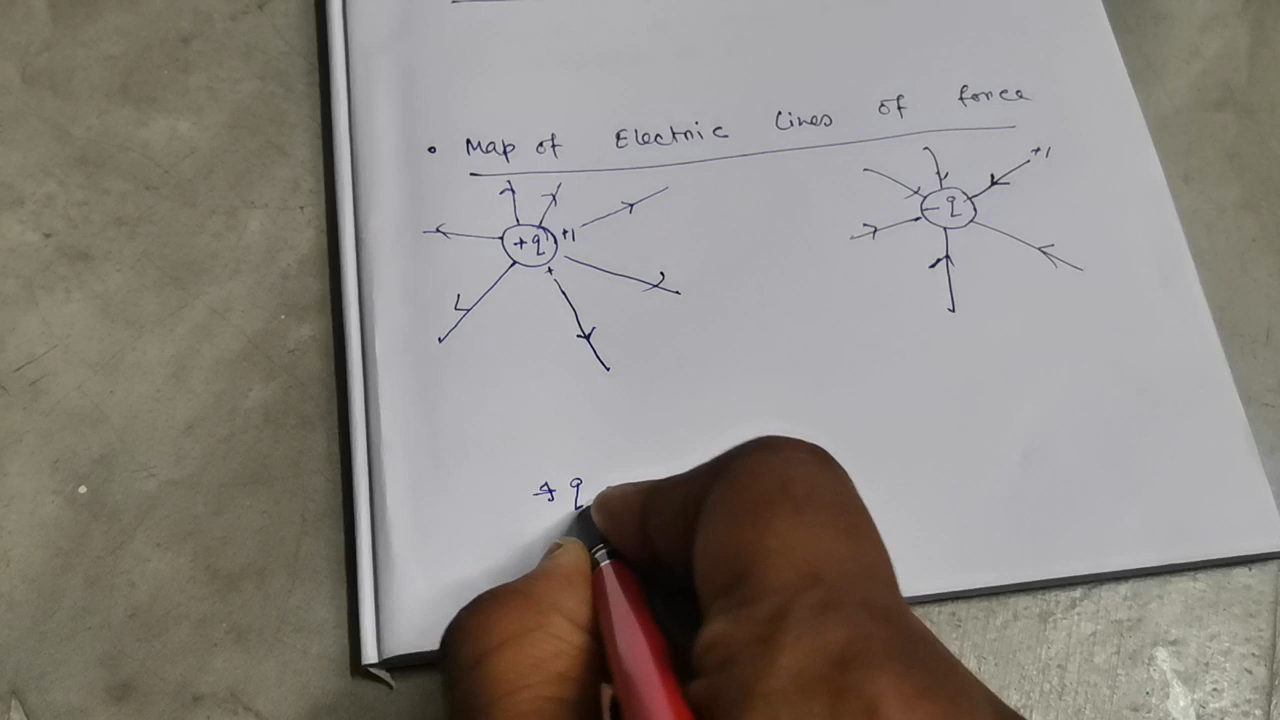 • Map of Electric Lines of force
+q +1
+
- q +1
+ q